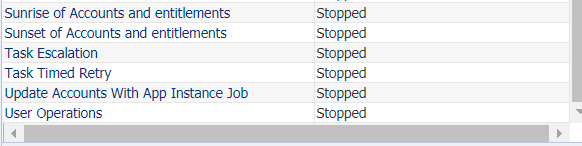 Sunrise of Accounts and entitlements Stopped
Sunset of Accounts and entitlements Stopped
Task Escalation Stopped
Task Timed Retry Stopped
Update Accounts With App Instance Job Stopped
User Operations Stopped